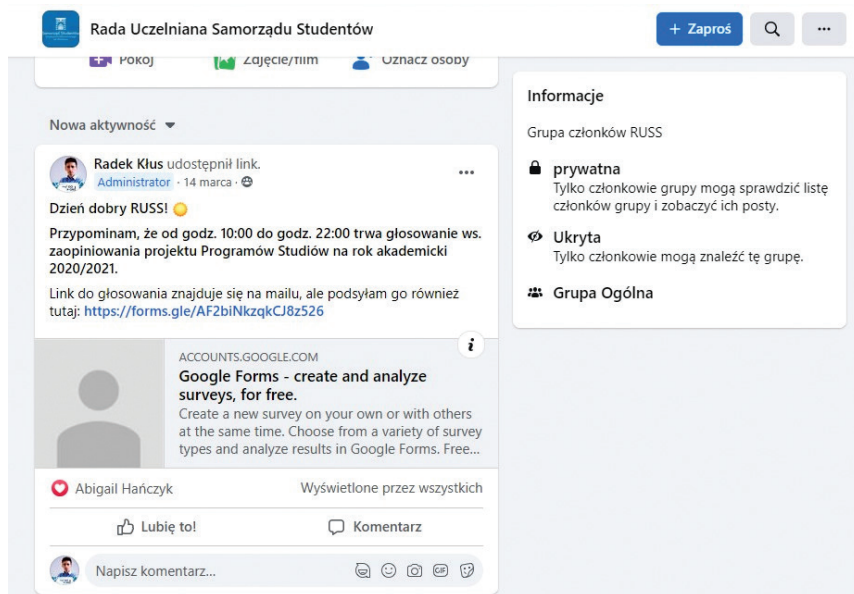 Rada Uczelniana Samorządu Studentów
+ Zaproś
Pokój
Zdjęcie/film
Oznacz osoby
Nowa aktywność
Radek Kłus udostępnił link.
Administrator · 14 marca ·
Dzień dobry RUSS!
Przypominam, że od godz. 10:00 do godz. 22:00 trwa głosowanie ws.
zaopiniowania projektu Programów Studiów na rok akademicki
2020/2021.
Link do głosowania znajduje się na mailu, ale podsyłam go również
tutaj: https://forms.gle/AF2biNkzqkCJ8z526
ACCOUNTS.GOOGLE.COM
Google Forms - create and analyze
surveys, for free.
Create a new survey on your own or with others
at the same time. Choose from a variety of survey
types and analyze results in Google Forms. Free...
Abigail Hańczyk
Wyświetlone przez wszystkich
Lubię to!
Komentarz
Napisz komentarz...
GIF
Informacje
Grupa członków RUSS
prywatna
Tylko członkowie grupy mogą sprawdzić listę
członków grupy i zobaczyć ich posty.
Ukryta
Tylko członkowie mogą znaleźć tę grupę.
Grupa Ogólna